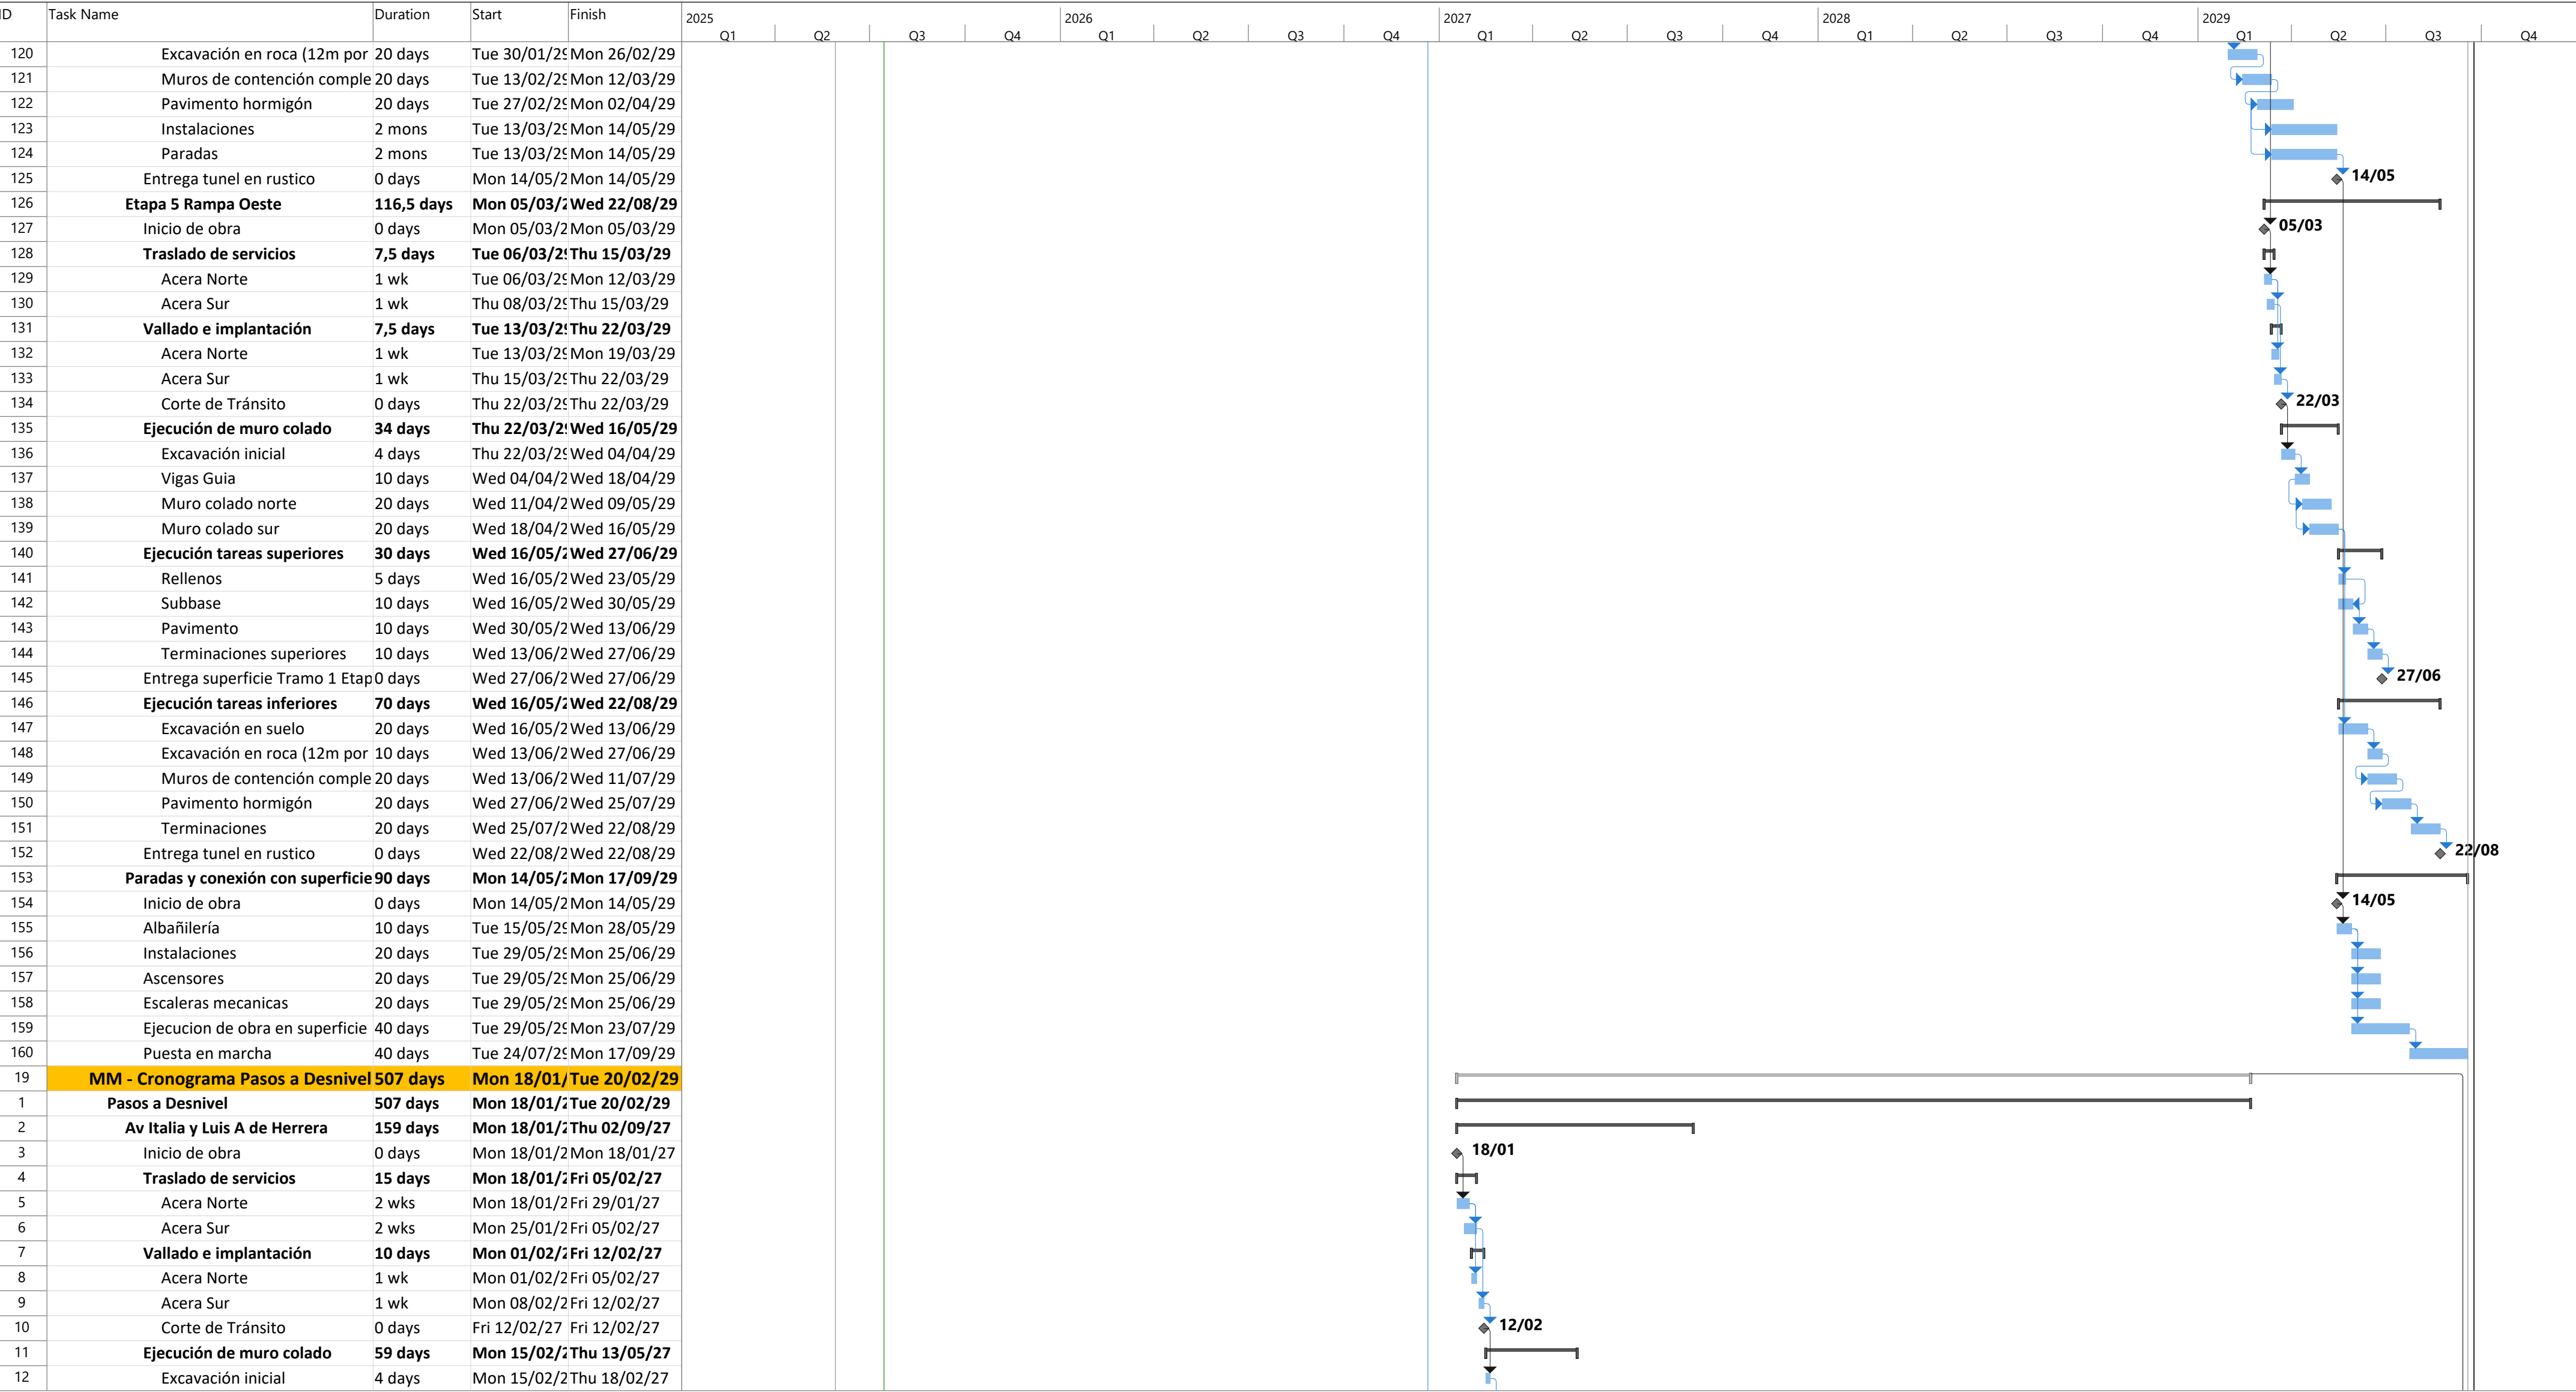 ID Task Name Duration Start Finish
2025 2026 2027 2028 2029
Q1 Q2 Q3 Q4 Q1 Q2 Q3 Q4 Q1 Q2 Q3 Q4 Q1 Q2 Q3 Q4 Q1 Q2 Q3 Q4
120 Excavación en roca (12m por 20 days Tue 30/01/29 Mon 26/02/29
121 Muros de contención comple 20 days Tue 13/02/29 Mon 12/03/29
122 Pavimento hormigón 20 days Tue 27/02/29 Mon 02/04/29
123 Instalaciones 2 mons Tue 13/03/29 Mon 14/05/29
124 Paradas 2 mons Tue 13/03/29 Mon 14/05/29
125 Entrega tunel en rustico 0 days Mon 14/05/2 Mon 14/05/29 14/05
126 Etapa 5 Rampa Oeste 116,5 days Mon 05/03/2 Wed 22/08/29
127 Inicio de obra 0 days Mon 05/03/2 Mon 05/03/29 05/03
128 Traslado de servicios 7,5 days Tue 06/03/29 Thu 15/03/29
129 Acera Norte 1 wk Tue 06/03/29 Mon 12/03/29
130 Acera Sur 1 wk Thu 08/03/29 Thu 15/03/29
131 Vallado e implantación 7,5 days Tue 13/03/29 Thu 22/03/29
132 Acera Norte 1 wk Tue 13/03/29 Mon 19/03/29
133 Acera Sur 1 wk Thu 15/03/29 Thu 22/03/29
134 Corte de Tránsito 0 days Thu 22/03/29 Thu 22/03/29 22/03
135 Ejecución de muro colado 34 days Thu 22/03/29 Wed 16/05/29
136 Excavación inicial 4 days Thu 22/03/29 Wed 04/04/29
137 Vigas Guia 10 days Wed 04/04/2 Wed 18/04/29
138 Muro colado norte 20 days Wed 11/04/2 Wed 09/05/29
139 Muro colado sur 20 days Wed 18/04/2 Wed 16/05/29
140 Ejecución tareas superiores 30 days Wed 16/05/2 Wed 27/06/29
141 Rellenos 5 days Wed 16/05/2 Wed 23/05/29
142 Subbase 10 days Wed 16/05/2 Wed 30/05/29
143 Pavimento 10 days Wed 30/05/2 Wed 13/06/29
144 Terminaciones superiores 10 days Wed 13/06/2 Wed 27/06/29
145 Entrega superficie Tramo 1 Etap 0 days Wed 27/06/2 Wed 27/06/29 27/06
146 Ejecución tareas inferiores 70 days Wed 16/05/2 Wed 22/08/29
147 Excavación en suelo 20 days Wed 16/05/2 Wed 13/06/29
148 Excavación en roca (12m por 10 days Wed 13/06/2 Wed 27/06/29
149 Muros de contención comple 20 days Wed 13/06/2 Wed 11/07/29
150 Pavimento hormigón 20 days Wed 27/06/2 Wed 25/07/29
151 Terminaciones 20 days Wed 25/07/2 Wed 22/08/29
152 Entrega tunel en rustico 0 days Wed 22/08/2 Wed 22/08/29 22/08
153 Paradas y conexión con superficie 90 days Mon 14/05/2 Mon 17/09/29
154 Inicio de obra 0 days Mon 14/05/2 Mon 14/05/29 14/05
155 Albañilería 10 days Tue 15/05/29 Mon 28/05/29
156 Instalaciones 20 days Tue 29/05/29 Mon 25/06/29
157 Ascensores 20 days Tue 29/05/29 Mon 25/06/29
158 Escaleras mecanicas 20 days Tue 29/05/29 Mon 25/06/29
159 Ejecucion de obra en superficie 40 days Tue 29/05/29 Mon 23/07/29
160 Puesta en marcha 40 days Tue 24/07/29 Mon 17/09/29
19 MM - Cronograma Pasos a Desnivel 507 days Mon 18/01/ Tue 20/02/29
1 Pasos a Desnivel 507 days Mon 18/01/2 Tue 20/02/29
2 Av Italia y Luis A de Herrera 159 days Mon 18/01/2 Thu 02/09/27
3 Inicio de obra 0 days Mon 18/01/2 Mon 18/01/27 18/01
4 Traslado de servicios 15 days Mon 18/01/2 Fri 05/02/27
5 Acera Norte 2 wks Mon 18/01/2 Fri 29/01/27
6 Acera Sur 2 wks Mon 25/01/2 Fri 05/02/27
7 Vallado e implantación 10 days Mon 01/02/2 Fri 12/02/27
8 Acera Norte 1 wk Mon 01/02/2 Fri 05/02/27
9 Acera Sur 1 wk Mon 08/02/2 Fri 12/02/27
10 Corte de Tránsito 0 days Fri 12/02/27 Fri 12/02/27 12/02
11 Ejecución de muro colado 59 days Mon 15/02/2 Thu 13/05/27
12 Excavación inicial 4 days Mon 15/02/2 Thu 18/02/27